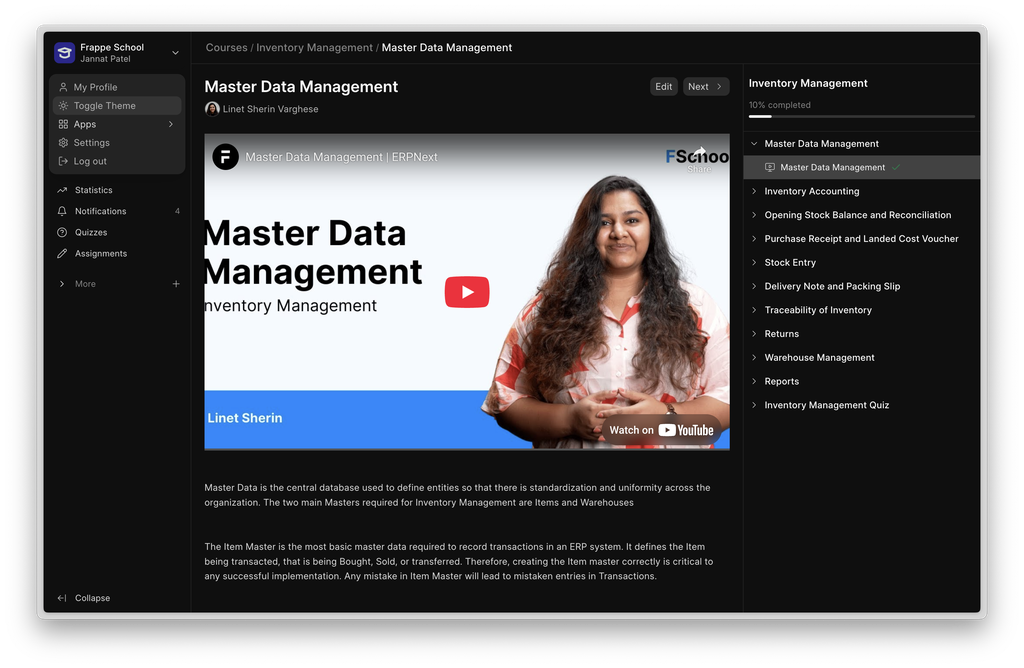 Frappe School
Jannat Patel
My Profile
Toggle Theme
Apps
Settings
Log out
Statistics
Notifications 4
Quizzes
Assignments
More
Collapse
Courses / Inventory Management / Master Data Management
Master Data Management
Edit
Next
Linet Sherin Varghese
Master Data Management | ERPNext
FSchoo
Share
Master Data
Management
nventory Management
Linet Sherin
Watch on YouTube
Master Data is the central database used to define entities so that there is standardization and uniformity across the
organization. The two main Masters required for Inventory Management are Items and Warehouses
The Item Master is the most basic master data required to record transactions in an ERP system. It defines the Item
being transacted, that is being Bought, Sold, or transferred. Therefore, creating the Item master correctly is critical to
any successful implementation. Any mistake in Item Master will lead to mistaken entries in Transactions.
Inventory Management
10% completed
Master Data Management
Master Data Management
Inventory Accounting
Opening Stock Balance and Reconciliation
Purchase Receipt and Landed Cost Voucher
Stock Entry
Delivery Note and Packing Slip
Traceability of Inventory
Returns
Warehouse Management
Reports
Inventory Management Quiz